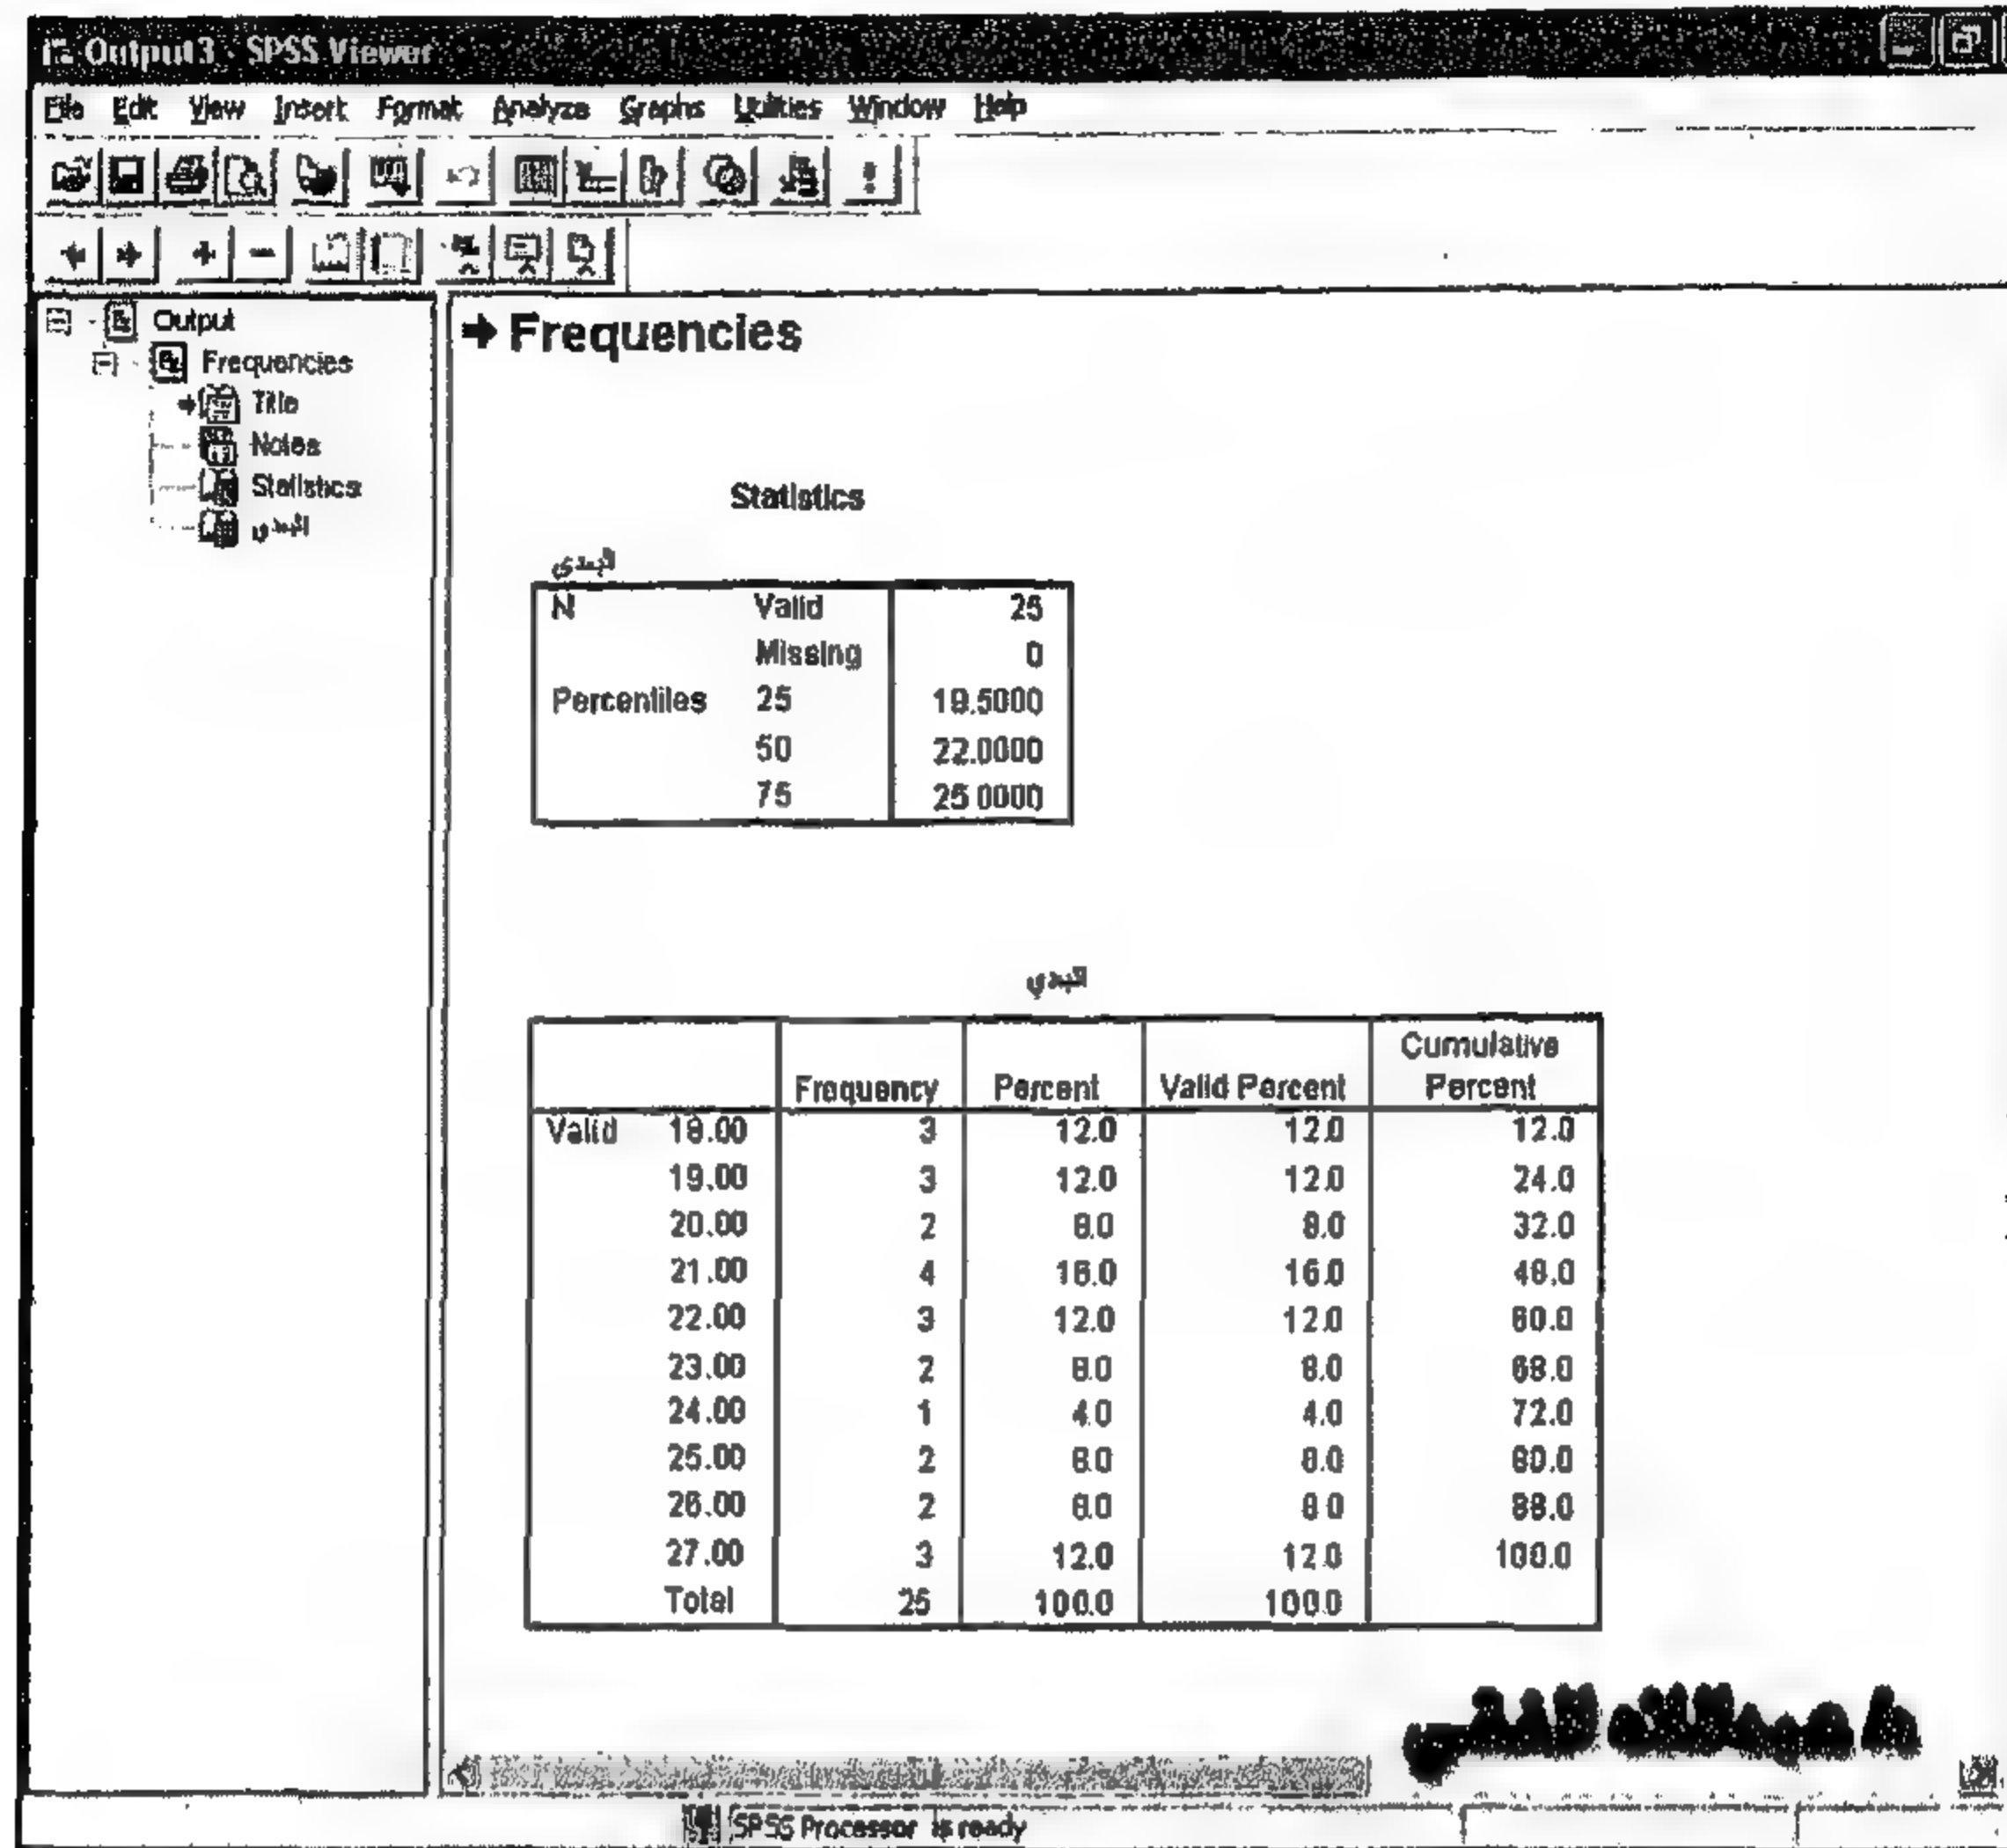 Output3 - SPSS Viewer
File Edit View Insert Format Analyze Graphs Utilities Window Help
Output
Frequencies
Title
Notes
Statistics
Frequencies
Statistics
N Valid 25
Missing 0
Percentiles 25 19.5000
50 22.0000
75 25.0000
Frequency Percent Valid Percent Cumulative Percent
Valid 18.00 3 12.0 12.0 12.0
19.00 3 12.0 12.0 24.0
20.00 2 8.0 8.0 32.0
21.00 4 16.0 16.0 48.0
22.00 3 12.0 12.0 60.0
23.00 2 8.0 8.0 68.0
24.00 1 4.0 4.0 72.0
25.00 2 8.0 8.0 80.0
26.00 2 8.0 8.0 88.0
27.00 3 12.0 12.0 100.0
Total 25 100.0 100.0
SPSS Processor is ready